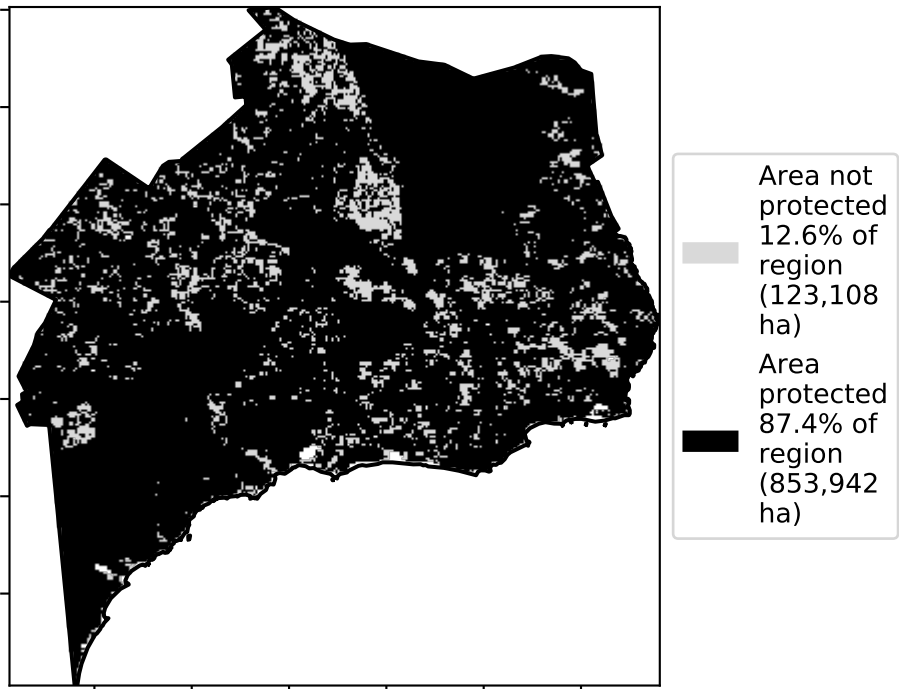 Area not
protected
12.6% of
region
(123,108
ha)
Area
protected
87.4% of
region
(853,942
ha)